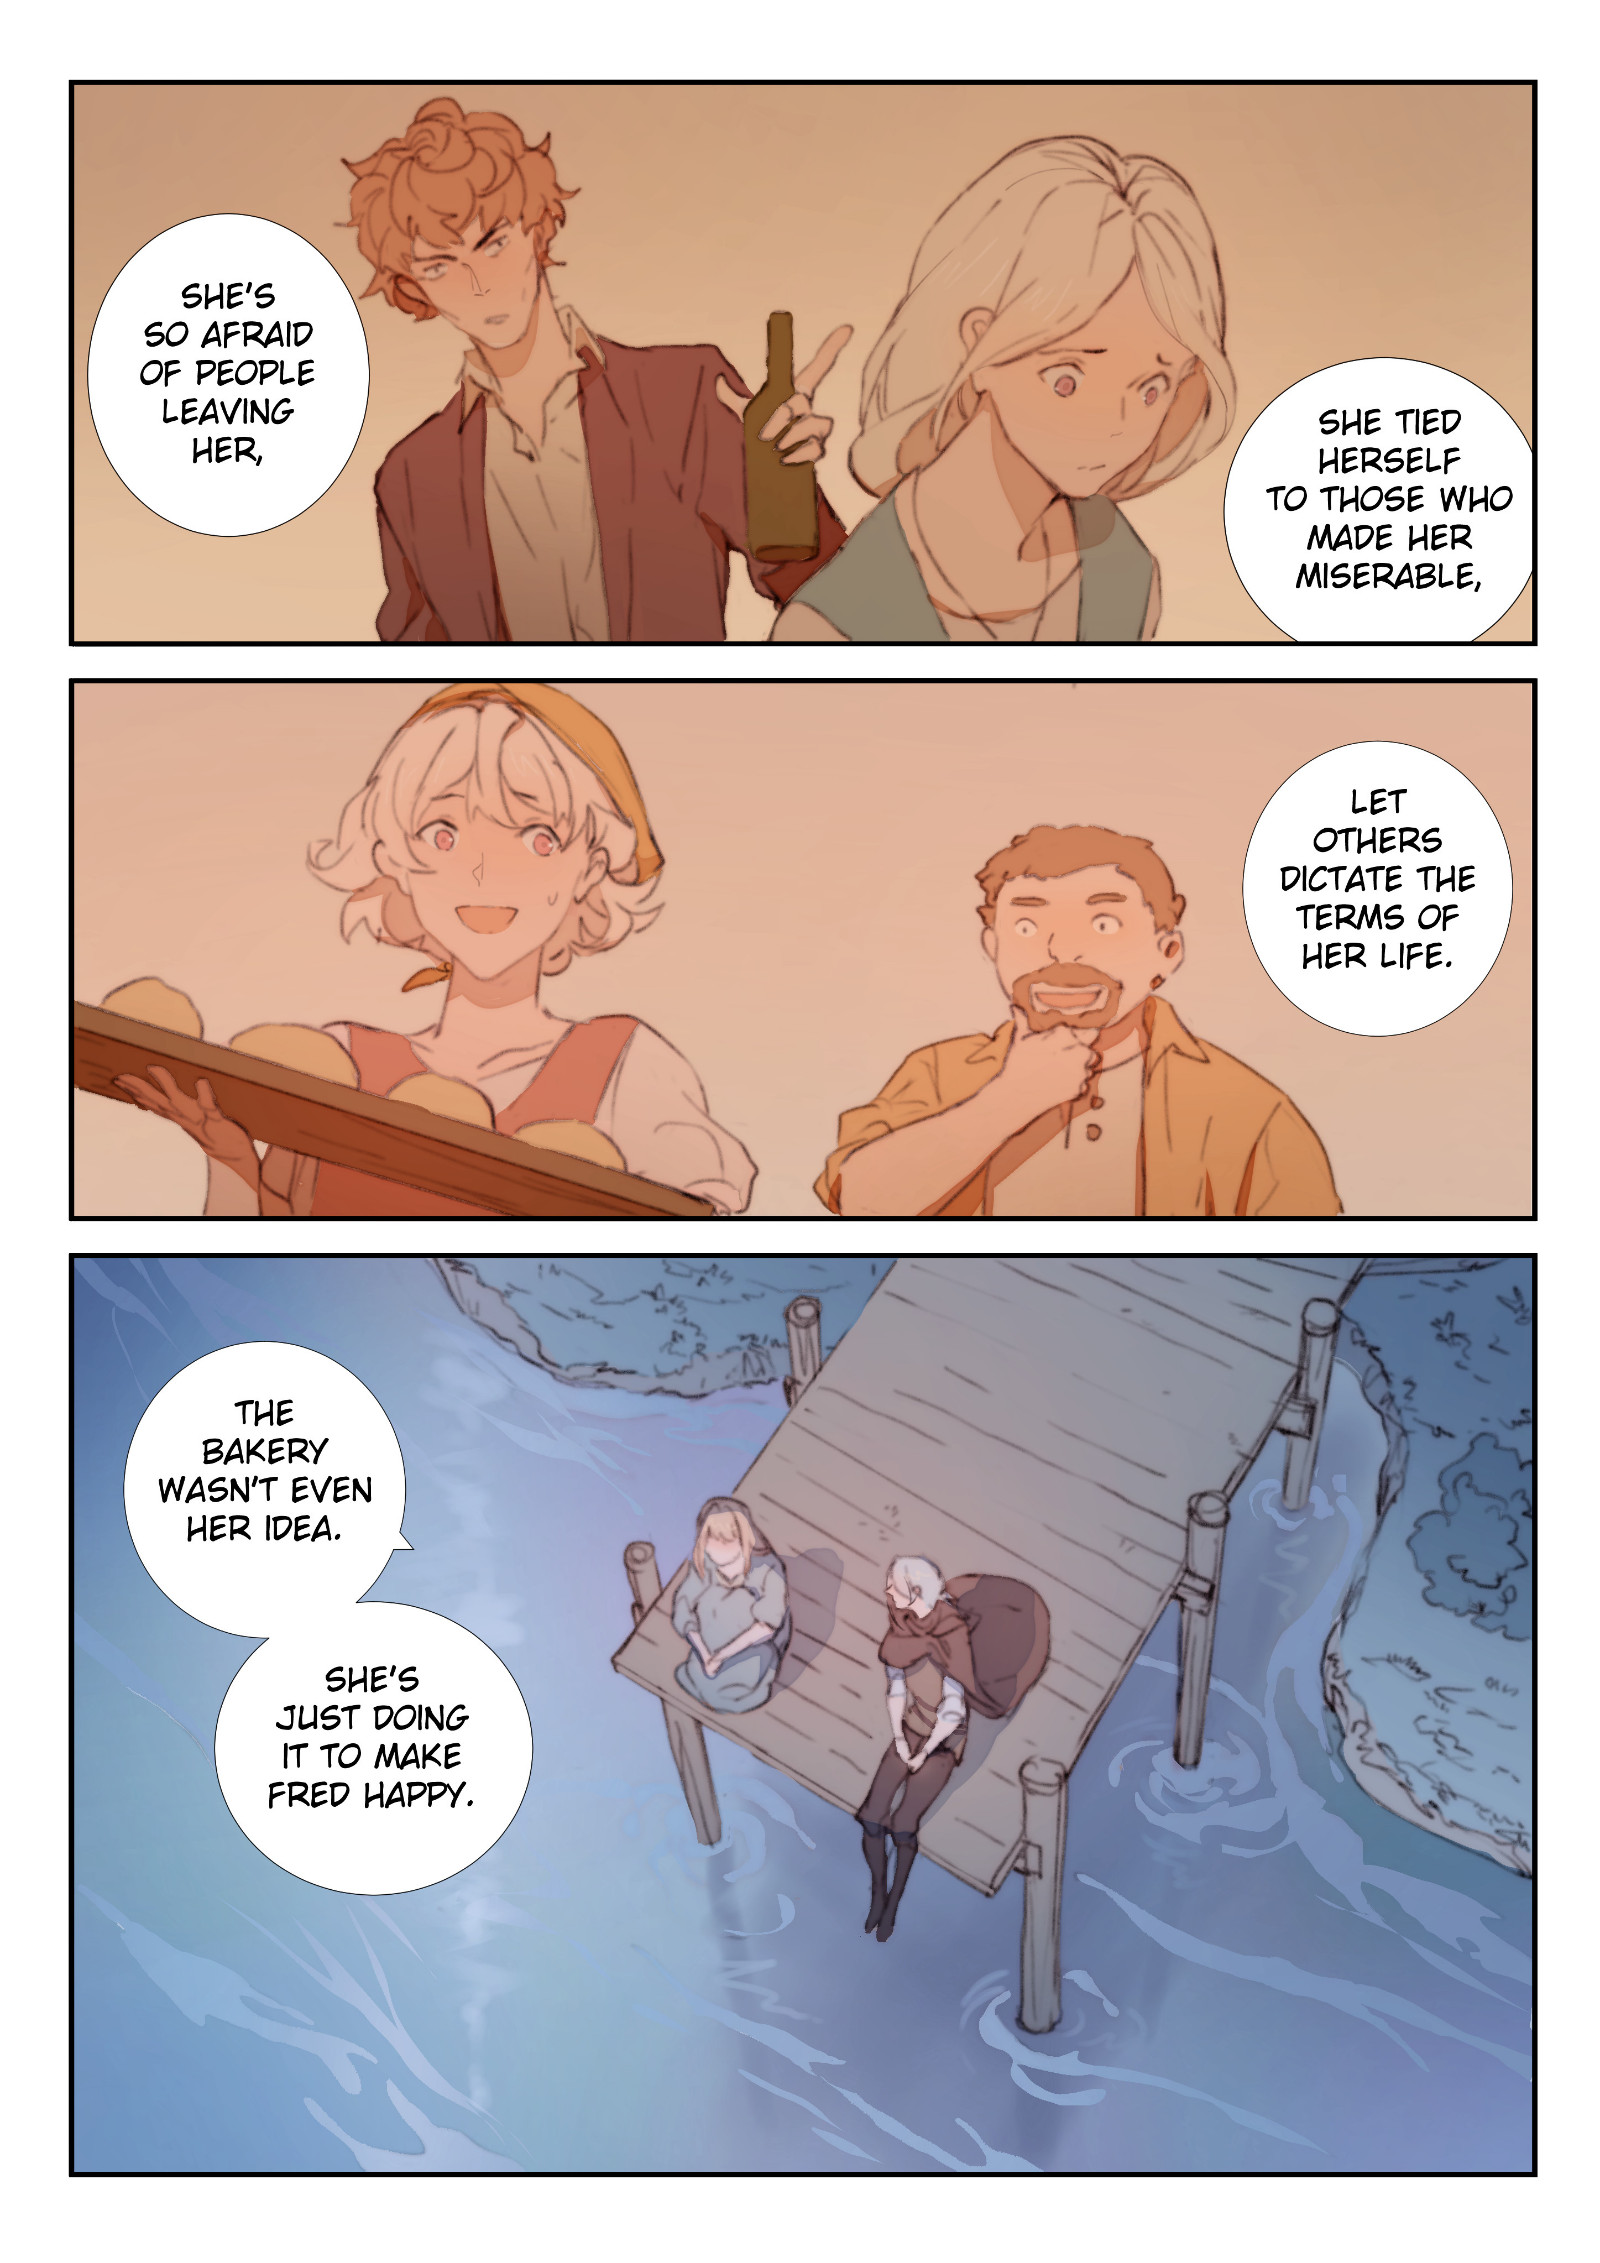 SHE'S
SO AFRAID
OF PEOPLE
LEAVING
HER,
SHE TIED
HERSELF
TO THOSE WHO
MADE HER
MISERABLE,
LET
OTHERS
DICTATE THE
TERMS OF
HER LIFE.
THE
BAKERY
WASN'T EVEN
HER IDEA.
SHE'S
JUST DOING
IT TO MAKE
FRED HAPPY.